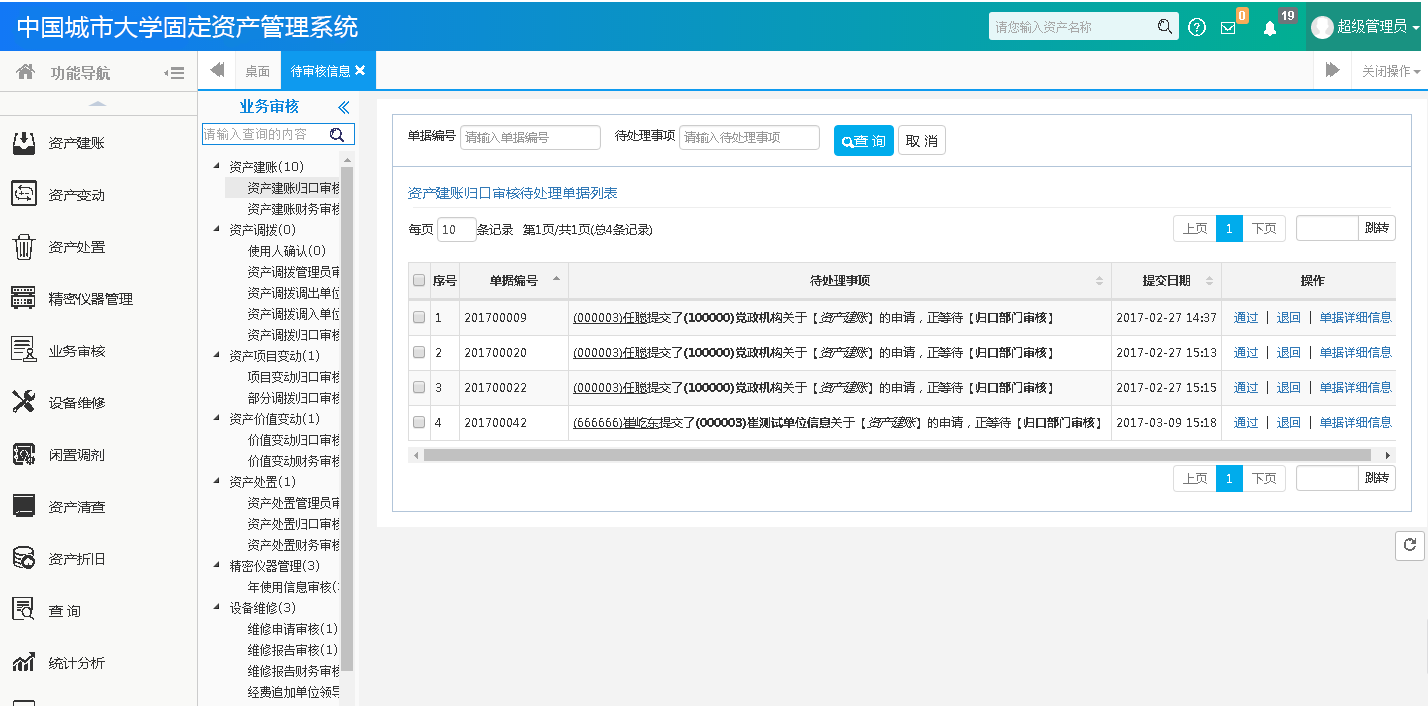 中国城市大学固定资产管理系统
请您输入资产名称
0
19
超级管理员
功能导航
桌面
待审核信息
关闭操作
资产建账
资产变动
资产处置
精密仪器管理
业务审核
设备维修
闲置调剂
资产清查
资产折旧
查 询
统计分析
业务审核
请输入查询的内容
资产建账(10)
资产建账归口审核
资产建账财务审核
资产调拨(0)
使用人确认(0)
资产调拨管理员审
资产调拨调出单位
资产调拨调入单位
资产调拨归口审核
资产项目变动(1)
项目变动归口审核
部分调拨归口审核
资产价值变动(1)
价值变动归口审核
价值变动财务审核
资产处置(1)
资产处置管理员审
资产处置归口审核
资产处置财务审核
精密仪器管理(3)
年使用信息审核(
设备维修(3)
维修申请审核(1)
维修报告审核(1)
维修报告财务审核
经费追加单位领导
单据编号 请输入单据编号 待处理事项 请输入待处理事项 查 询 取 消
资产建账归口审核待处理单据列表
每页 10 条记录 第1页/共1页(总4条记录) 上页 1 下页 跳转
序号 单据编号 待处理事项 提交日期 操作
1 201700009 (000003)任聪提交了(100000)党政机构关于【资产建账】的申请，正等待【归口部门审核】 2017-02-27 14:37 通过 | 退回 | 单据详细信息
2 201700020 (000003)任聪提交了(100000)党政机构关于【资产建账】的申请，正等待【归口部门审核】 2017-02-27 15:13 通过 | 退回 | 单据详细信息
3 201700022 (000003)任聪提交了(100000)党政机构关于【资产建账】的申请，正等待【归口部门审核】 2017-02-27 15:15 通过 | 退回 | 单据详细信息
4 201700042 (666666)崔屹东提交了(000003)崔测试单位信息关于【资产建账】的申请，正等待【归口部门审核】 2017-03-09 15:18 通过 | 退回 | 单据详细信息
上页 1 下页 跳转